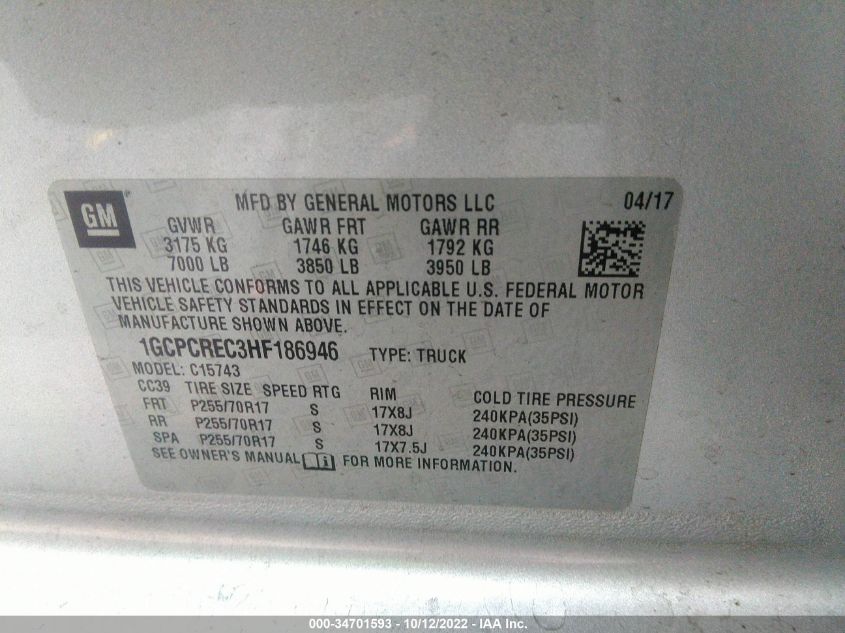 GM
MFD BY GENERAL MOTORS LLC 04/17
GVWR GAWR FRT GAWR RR
3175 KG 1746 KG 1792 KG
7000 LB 3850 LB 3950 LB
THIS VEHICLE CONFORMS TO ALL APPLICABLE U.S. FEDERAL MOTOR
VEHICLE SAFETY STANDARDS IN EFFECT ON THE DATE OF
MANUFACTURE SHOWN ABOVE.
1GCPCREC3HF186946 TYPE: TRUCK
MODEL: C15743
CC39 TIRE SIZE SPEED RTG RIM COLD TIRE PRESSURE
FRT P255/70R17 S 17X8J 240KPA(35PSI)
RR P255/70R17 S 17X8J 240KPA(35PSI)
SPA P255/70R17 S 17X7.5J 240KPA(35PSI)
SEE OWNER'S MANUAL i FOR MORE INFORMATION.
000-34701593 - 10/12/2022 - IAA Inc.